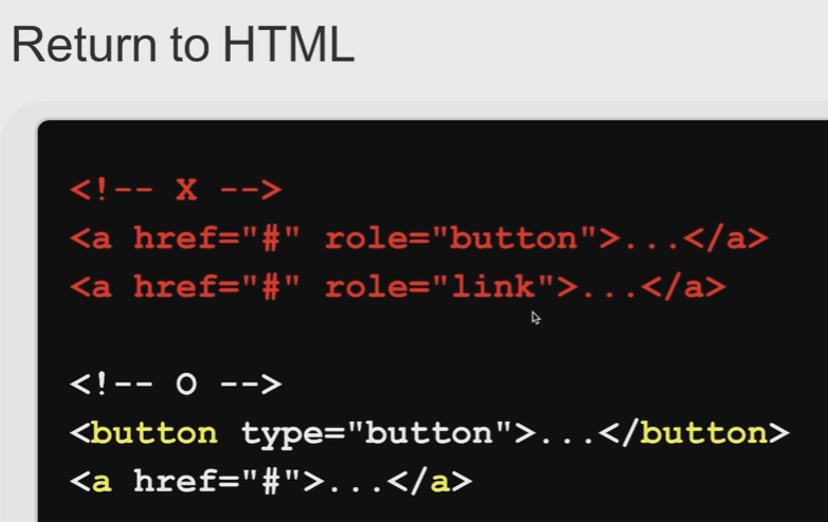 Return to HTML
<!-- X -->
<a href="#" role="button">...</a>
<a href="#" role="link">...</a>
<!-- O -->
<button type="button">...</button>
<a href="#">...</a>